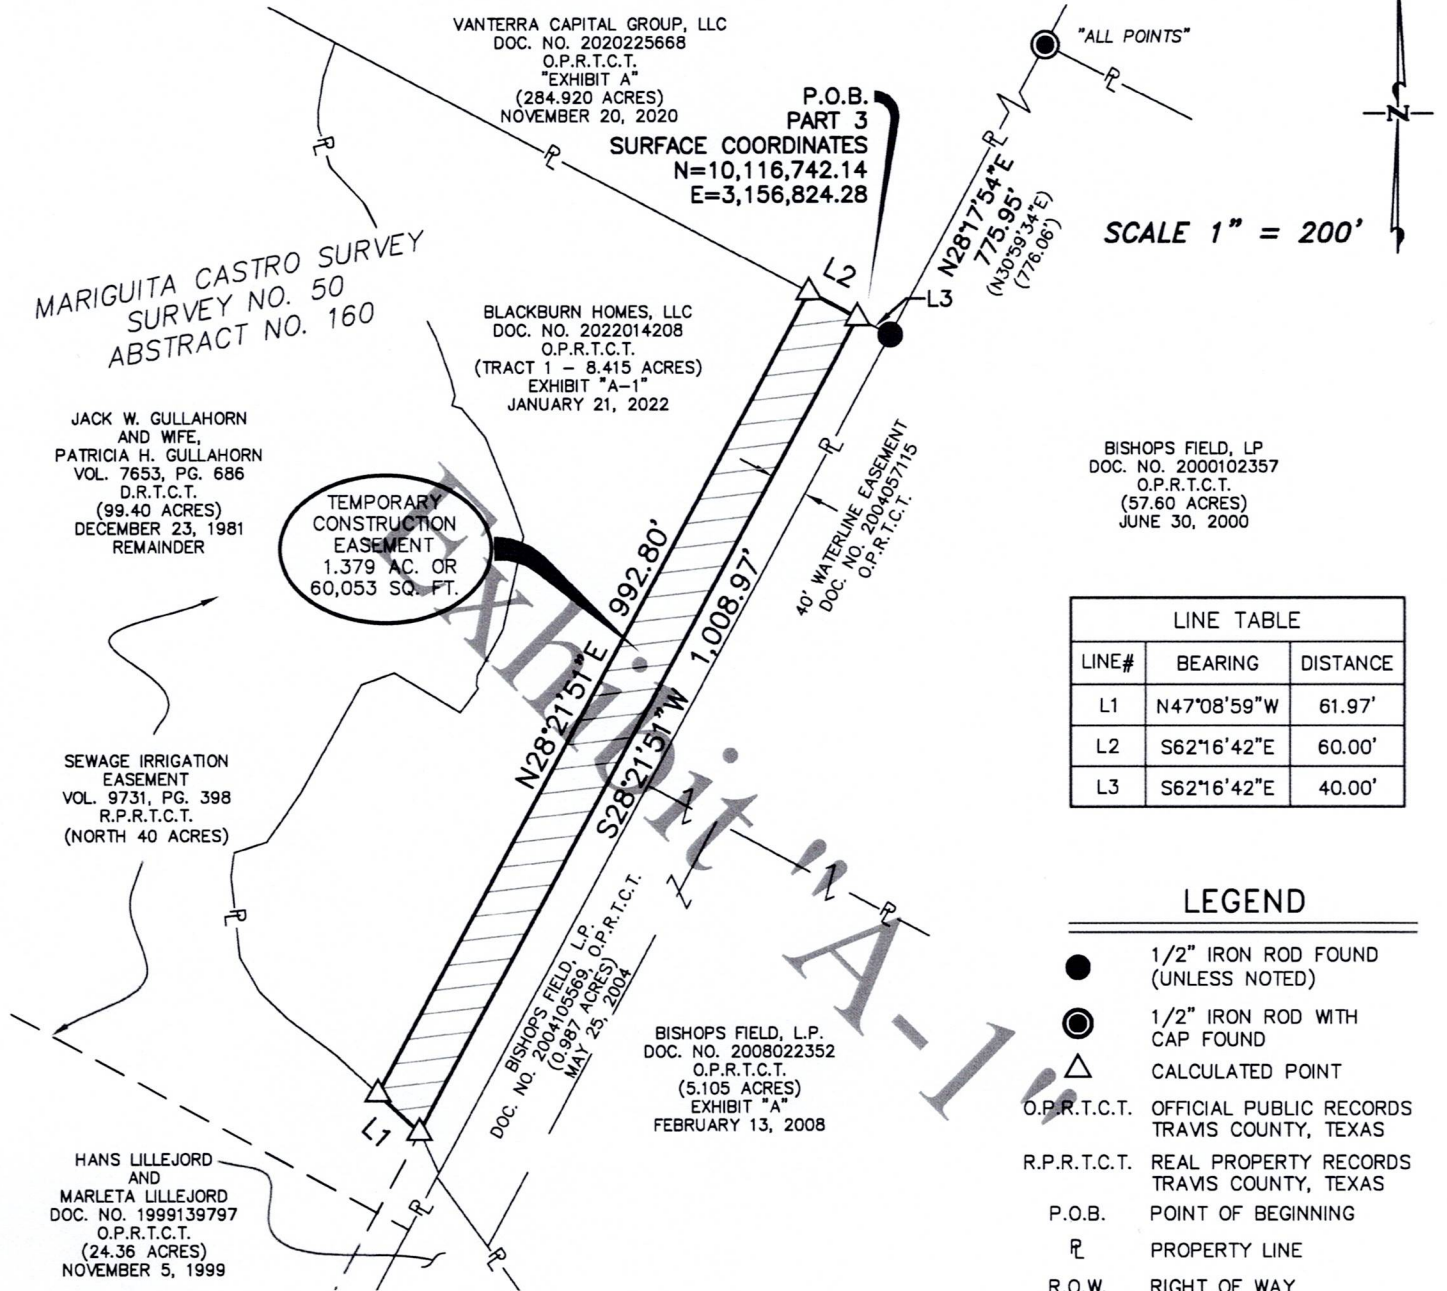 VANTERRA CAPITAL GROUP, LLC
DOC. NO. 2020225668
O.P.R.T.C.T.
"EXHIBIT A"
(284.920 ACRES)
NOVEMBER 20, 2020
"ALL POINTS"
P.O.B.
PART 3
SURFACE COORDINATES
N=10,116,742.14
E=3,156,824.28
N28°17'54"E
775.95'
(N30°59'34"E)
(776.06')
N
SCALE 1" = 200'
MARIGUITA CASTRO SURVEY
SURVEY NO. 50
ABSTRACT NO. 160
L2
L3
BLACKBURN HOMES, LLC
DOC. NO. 2022014208
O.P.R.T.C.T.
(TRACT 1 – 8.415 ACRES)
EXHIBIT "A–1"
JANUARY 21, 2022
JACK W. GULLAHORN
AND WIFE,
PATRICIA H. GULLAHORN
VOL. 7653, PG. 686
D.R.T.C.T.
(99.40 ACRES)
DECEMBER 23, 1981
REMAINDER
TEMPORARY
CONSTRUCTION
EASEMENT
1.379 AC. OR
60,053 SQ. FT.
40' WATERLINE EASEMENT
DOC. NO. 2004057115
O.P.R.T.C.T.
BISHOPS FIELD, LP
DOC. NO. 2000102357
O.P.R.T.C.T.
(57.60 ACRES)
JUNE 30, 2000
N28°21'51"E 992.80'
S28°21'51"W 1,008.97'
Exhibit "A-1"
LINE TABLE
LINE# BEARING DISTANCE
L1 N47°08'59"W 61.97'
L2 S62°16'42"E 60.00'
L3 S62°16'42"E 40.00'
SEWAGE IRRIGATION
EASEMENT
VOL. 9731, PG. 398
R.P.R.T.C.T.
(NORTH 40 ACRES)
BISHOPS FIELD, L.P.
DOC. NO. 2004105569, O.P.R.T.C.T.
(0.987 ACRES)
MAY 25, 2004
BISHOPS FIELD, L.P.
DOC. NO. 2008022352
O.P.R.T.C.T.
(5.105 ACRES)
EXHIBIT "A"
FEBRUARY 13, 2008
L1
HANS LILLEJORD
AND
MARLETA LILLEJORD
DOC. NO. 1999139797
O.P.R.T.C.T.
(24.36 ACRES)
NOVEMBER 5, 1999
LEGEND
1/2" IRON ROD FOUND
(UNLESS NOTED)
1/2" IRON ROD WITH
CAP FOUND
CALCULATED POINT
O.P.R.T.C.T. OFFICIAL PUBLIC RECORDS
TRAVIS COUNTY, TEXAS
R.P.R.T.C.T. REAL PROPERTY RECORDS
TRAVIS COUNTY, TEXAS
P.O.B. POINT OF BEGINNING
PL PROPERTY LINE
R.O.W. RIGHT OF WAY